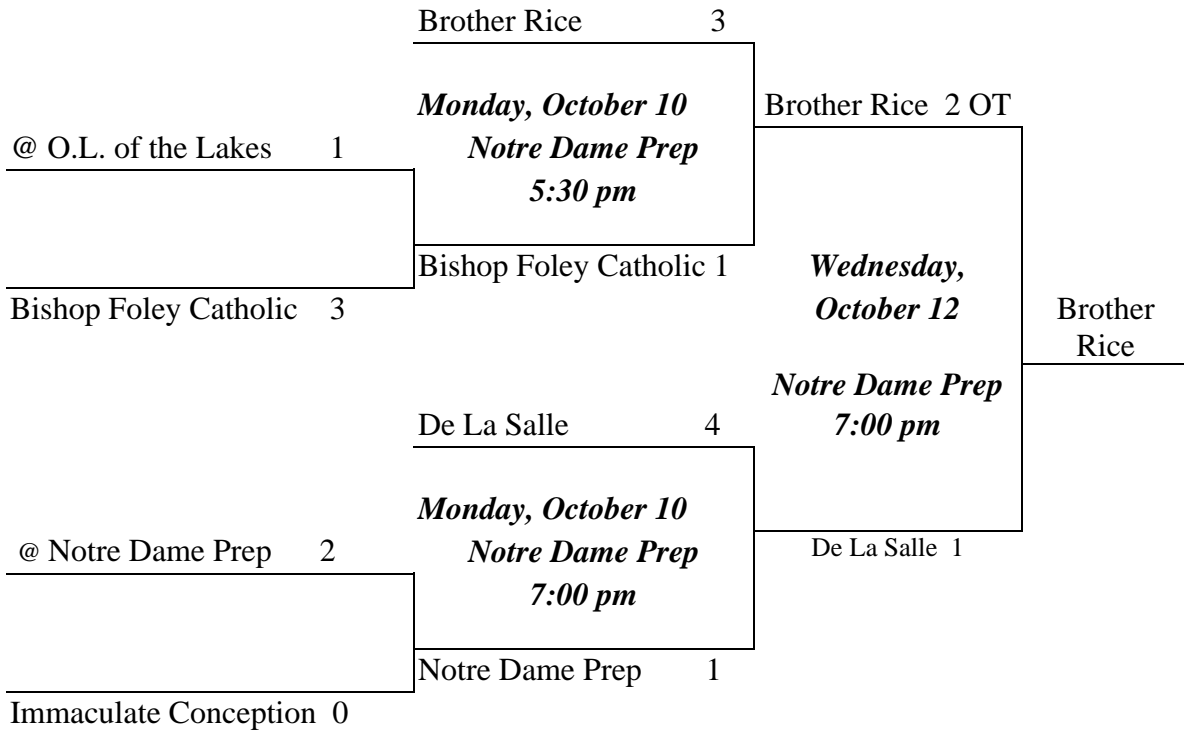 Brother Rice 3
Monday, October 10
Notre Dame Prep
5:30 pm
Brother Rice 2 OT
@ O.L. of the Lakes 1
Bishop Foley Catholic 1
Bishop Foley Catholic 3
Wednesday,
October 12
Notre Dame Prep
7:00 pm
Brother
Rice
De La Salle 4
Monday, October 10
Notre Dame Prep
7:00 pm
De La Salle 1
@ Notre Dame Prep 2
Notre Dame Prep 1
Immaculate Conception 0